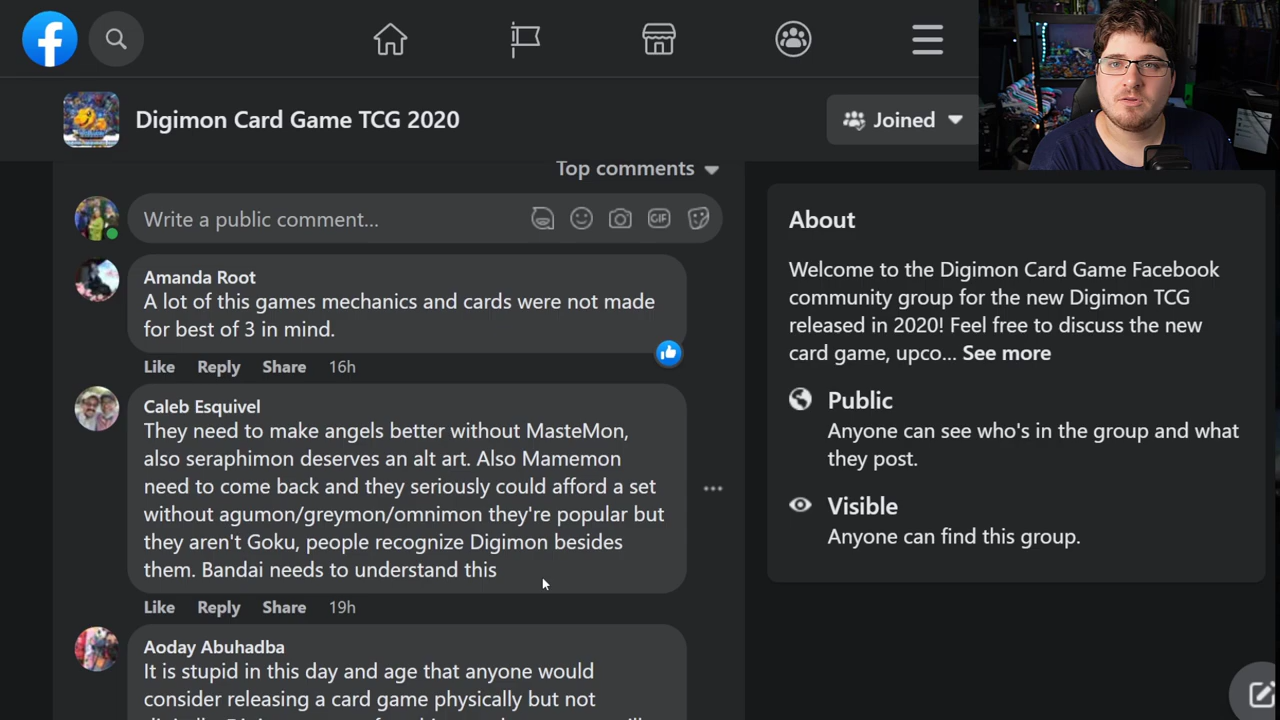 Digimon Card Game TCG 2020
Joined
Top comments
Write a public comment...
GIF
Amanda Root
A lot of this games mechanics and cards were not made
for best of 3 in mind.
Like Reply Share 16h
Caleb Esquivel
They need to make angels better without MasteMon,
also seraphimon deserves an alt art. Also Mamemon
need to come back and they seriously could afford a set
without agumon/greymon/omnimon they're popular but
they aren't Goku, people recognize Digimon besides
them. Bandai needs to understand this
Like Reply Share 19h
Aoday Abuhadba
It is stupid in this day and age that anyone would
consider releasing a card game physically but not
About
Welcome to the Digimon Card Game Facebook
community group for the new Digimon TCG
released in 2020! Feel free to discuss the new
card game, upco... See more
Public
Anyone can see who's in the group and what
they post.
Visible
Anyone can find this group.